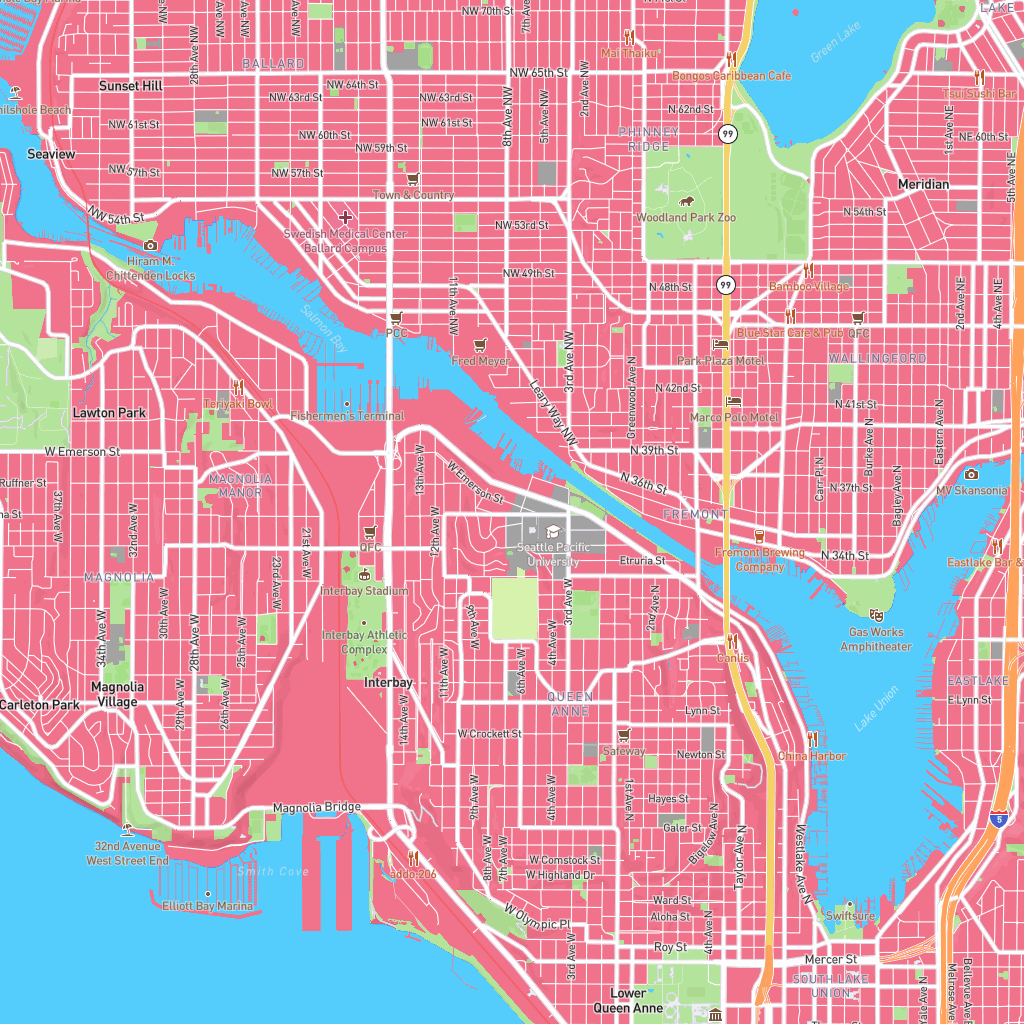 NW 70th St
7th Ave NW
LAKE
Green Lake
28th Ave NW
BALLARD
Mai Thaiku
NW 65th St
Bongos Caribbean Cafe
Tsui Sushi Bar
Sunset Hill
NW 64th St
NW 63rd St
NW 63rd St
8th Ave NW
5th Ave NW
2nd Ave NW
N 62nd St
NW 61st St
NW 61st St
99
NW 60th St
PHINNEY
RIDGE
1st Ave NE
NE 60th St
Seaview
NW 59th St
NW 57th St
NW 57th St
Meridian
5th Ave NE
Town & Country
Woodland Park Zoo
N 54th St
NW 54th St
Swedish Medical Center
Ballard Campus
NW 53rd St
Hiram M.
Chittenden Locks
NW 49th St
99
N 48th St
Bamboo Village
11th Ave NW
2nd Ave NE
4th Ave NE
Salmon Bay
PCC
Fred Meyer
3rd Ave NW
Blue Star Cafe & Pub
QFC
Park Plaza Motel
WALLINGFORD
Greenwood Ave N
N 42nd St
Teriyaki Bowl
Lawton Park
Fishermen's Terminal
Leary Way NW
Marco Polo Motel
N 41st St
Burke Ave N
Eastern Ave N
W Emerson St
13th Ave W
W Emerson St
N 39th St
Ruffner St
MAGNOLIA
MANOR
N 36th St
Carr Pl N
N 37th St
Bagley Ave N
MV Skansonia
37th Ave W
32nd Ave W
21st Ave W
12th Ave W
FREMONT
QFC
Seattle Pacific
University
Etruria St
Fremont Brewing
Company
N 34th St
Eastlake Bar &
MAGNOLIA
23rd Ave W
Interbay Stadium
34th Ave W
30th Ave W
28th Ave W
25th Ave W
9th Ave W
3rd Ave W
2nd Ave N
Gas Works
Amphitheater
Interbay Athletic
Complex
4th Ave W
Canlis
11th Ave W
6th Ave W
Magnolia
Village
Interbay
EASTLAKE
Carleton Park
29th Ave W
26th Ave W
14th Ave W
QUEEN
ANNE
Lynn St
E Lynn St
Lake Union
W Crockett St
Safeway
Newton St
China Harbor
9th Ave W
4th Ave W
1st Ave N
Hayes St
Magnolia Bridge
Galer St
Bigelow Ave N
Taylor Ave N
Westlake Ave N
5
32nd Avenue
West Street End
8th Ave W
7th Ave W
W Comstock St
W Highland Dr
Smith Cove
addo:206
Elliott Bay Marina
Ward St
Aloha St
Swiftsure
W Olympic Pl
4th Ave N
3rd Ave W
Roy St
Mercer St
SOUTH LAKE
UNION
Lower
Queen Anne
Melrose Ave
Bellevue Ave